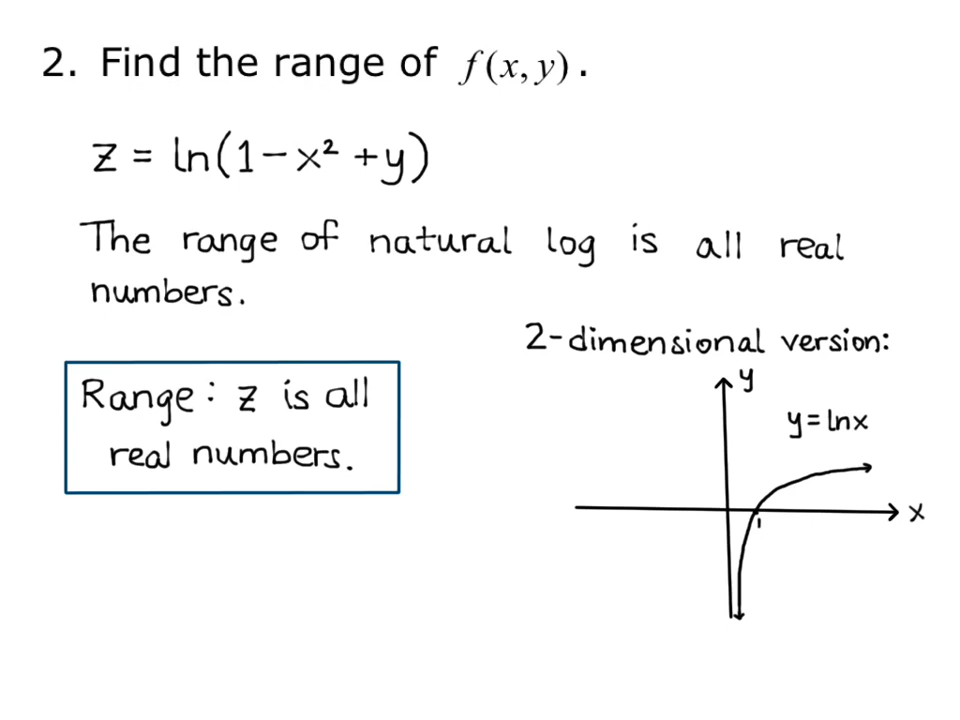 2. Find the range of f(x, y).
z = ln(1-x² +y)
The range of natural log is all real
numbers.
Range: z is all
real numbers.
2-dimensional version:
y
y=lnx
x
1